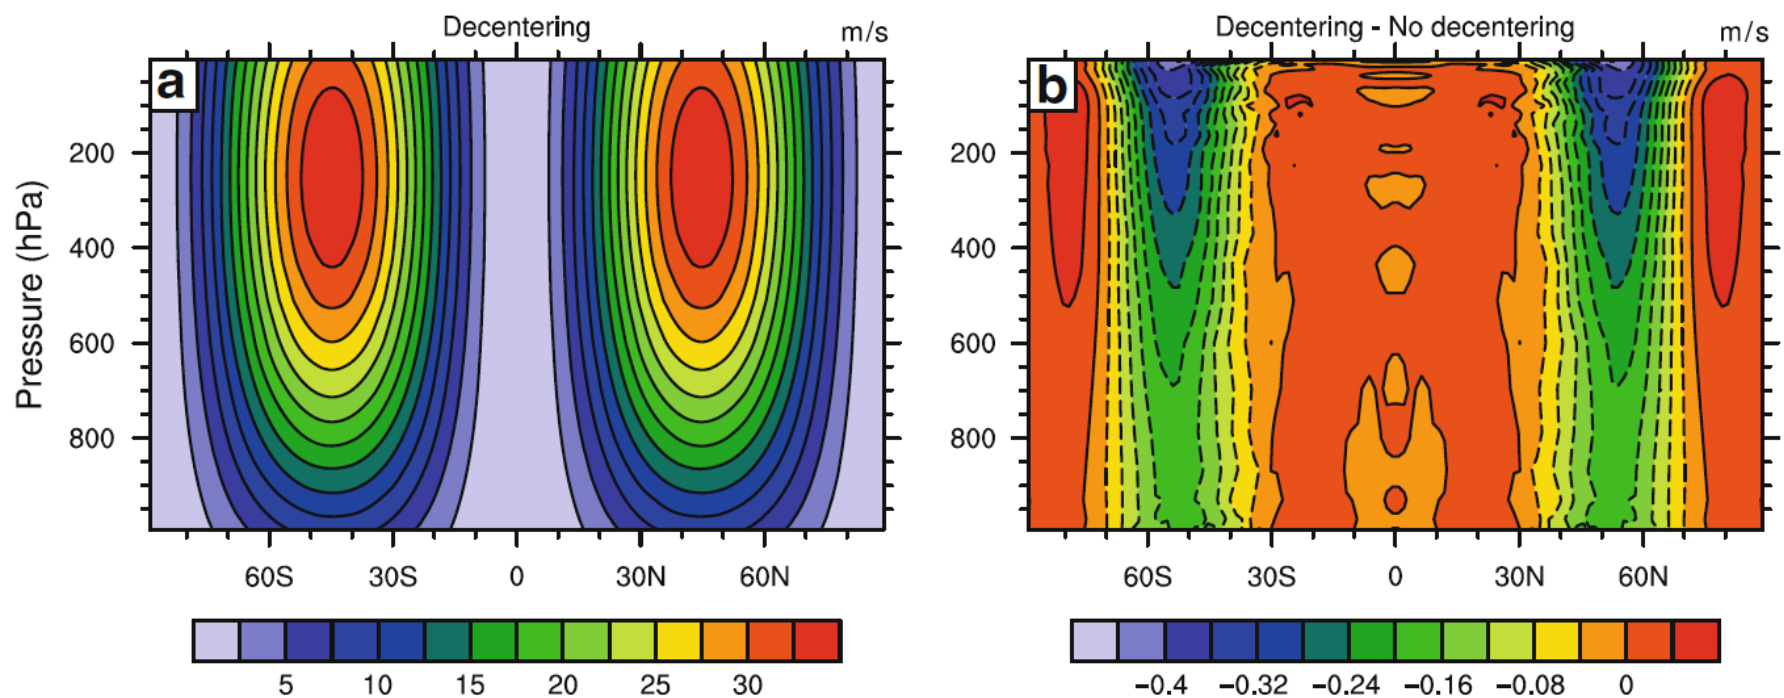 Decentering
m/s
a
200
400
600
800
Pressure (hPa)
60S 30S 0 30N 60N
5 10 15 20 25 30
Decentering - No decentering
m/s
b
200
400
600
800
60S 30S 0 30N 60N
−0.4 −0.32 −0.24 −0.16 −0.08 0